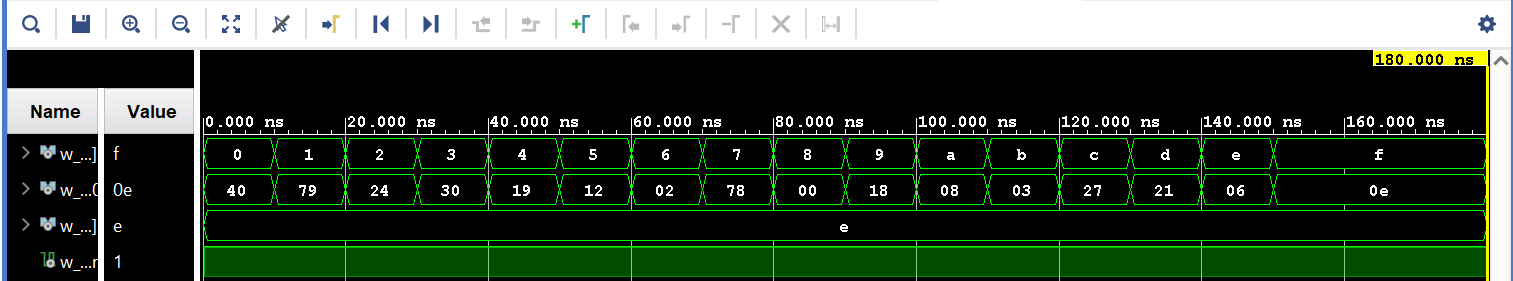 180.000 ns
Name Value 0.000 ns 20.000 ns 40.000 ns 60.000 ns 80.000 ns 100.000 ns 120.000 ns 140.000 ns 160.000 ns
w_...] f 0 1 2 3 4 5 6 7 8 9 a b c d e f
w_...0 0e 40 79 24 30 19 12 02 78 00 18 08 03 27 21 06 0e
w_...] e e
w_...r 1